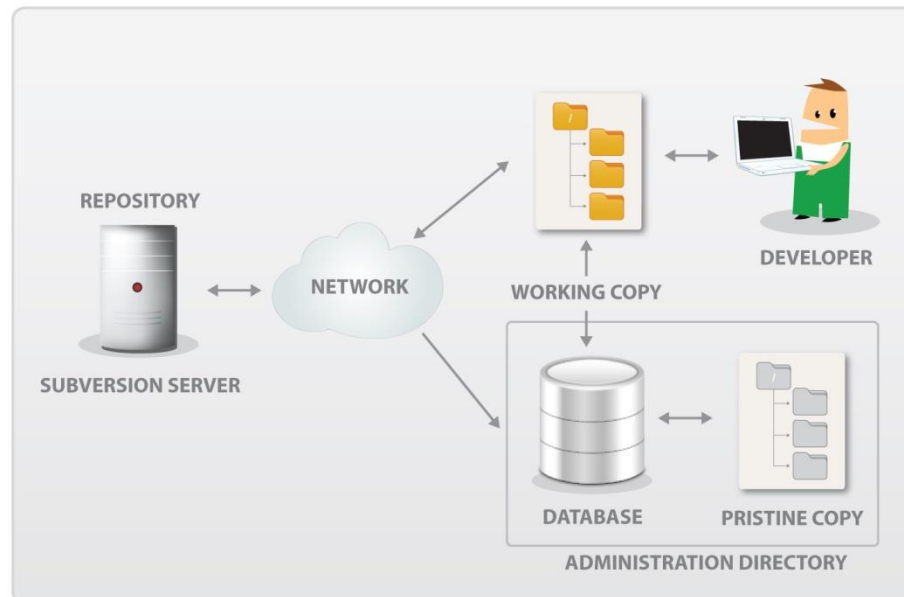 REPOSITORY
SUBVERSION SERVER
NETWORK
WORKING COPY
DEVELOPER
DATABASE
PRISTINE COPY
ADMINISTRATION DIRECTORY
/
/